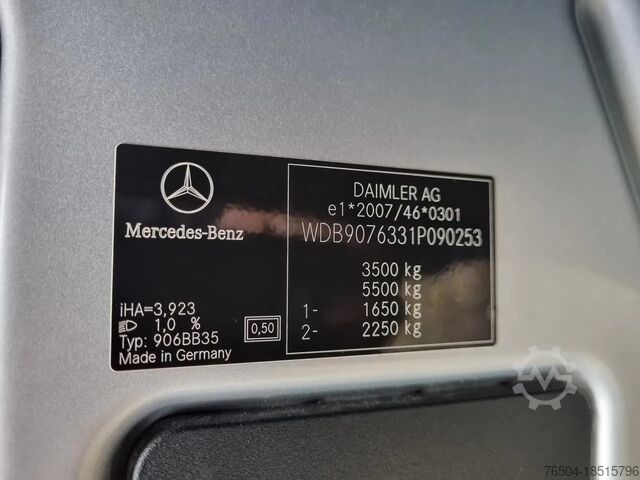 DAIMLER AG
e1*2007/46*0301
WDB9076331P090253
3500 kg
5500 kg
1- 1650 kg
2- 2250 kg
Mercedes-Benz
iHA=3,923
1,0 %
0,50
Typ: 906BB35
Made in Germany
76504-18515796